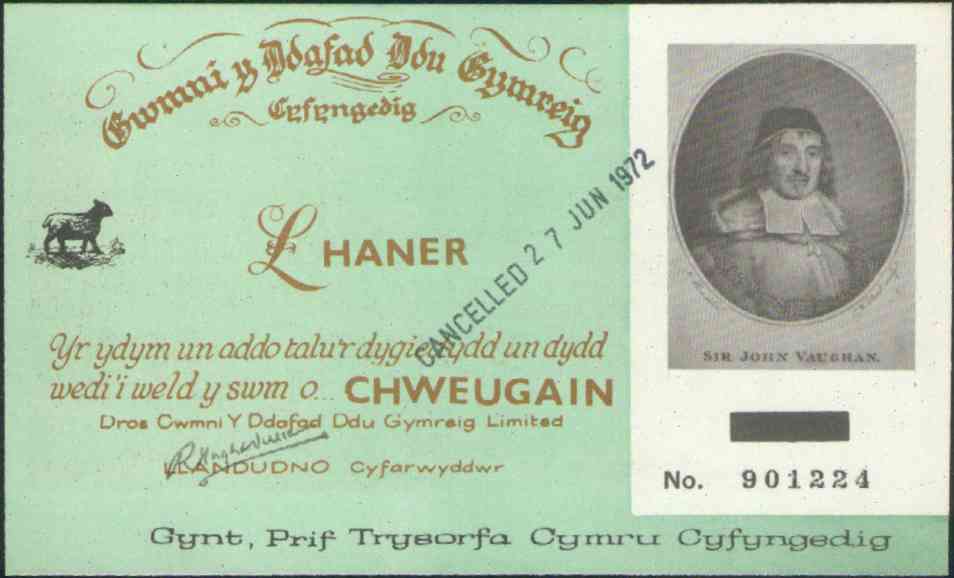 Cwmni y Ddafad Ddu Gymreig
Cyfyngedig
£ HANER
CANCELLED 27 JUN 1972
wedi'i weld y swm o... CHWEUGAIN
Dros Cwmni Y Ddafad Ddu Gymreig Limited
LLANDUDNO Cyfarwyddwr
SIR JOHN VAUGHAN.
No. 901224
Gynt, Prif Trysorfa Cymru Cyfyngedig
Yr ydym un addo talu'r dydd un dydd